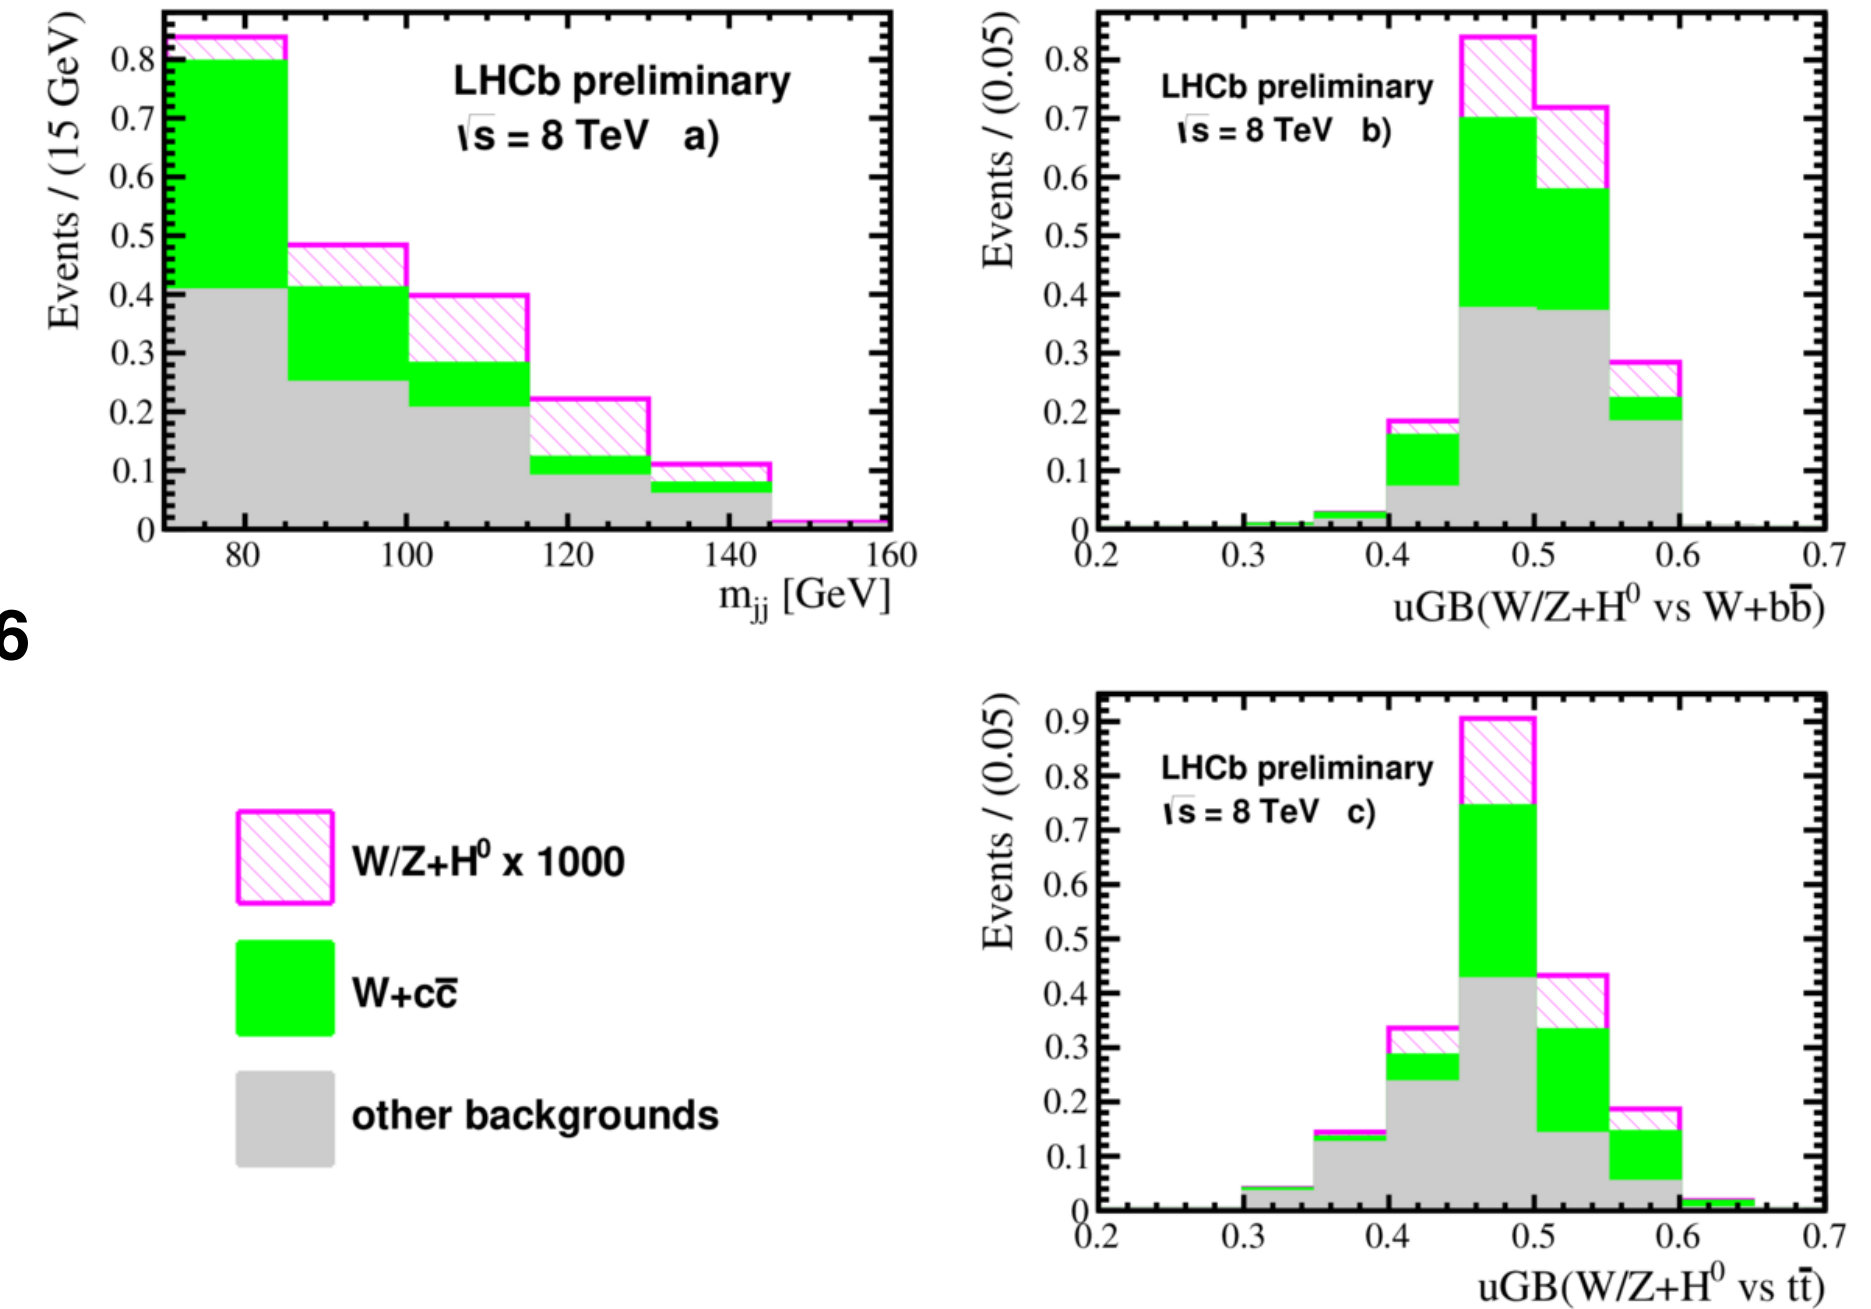 Events / (15 GeV)
0.8
0.7
0.6
0.5
0.4
0.3
0.2
0.1
0
LHCb preliminary
√s = 8 TeV a)
80 100 120 140 160
m_jj [GeV]
Events / (0.05)
0.8
0.7
0.6
0.5
0.4
0.3
0.2
0.1
0
LHCb preliminary
√s = 8 TeV b)
0.2 0.3 0.4 0.5 0.6 0.7
uGB(W/Z+H⁰ vs W+bb̅)
6
W/Z+H⁰ x 1000
W+cc̅
other backgrounds
Events / (0.05)
0.9
0.8
0.7
0.6
0.5
0.4
0.3
0.2
0.1
0
LHCb preliminary
√s = 8 TeV c)
0.2 0.3 0.4 0.5 0.6 0.7
uGB(W/Z+H⁰ vs tt̅)